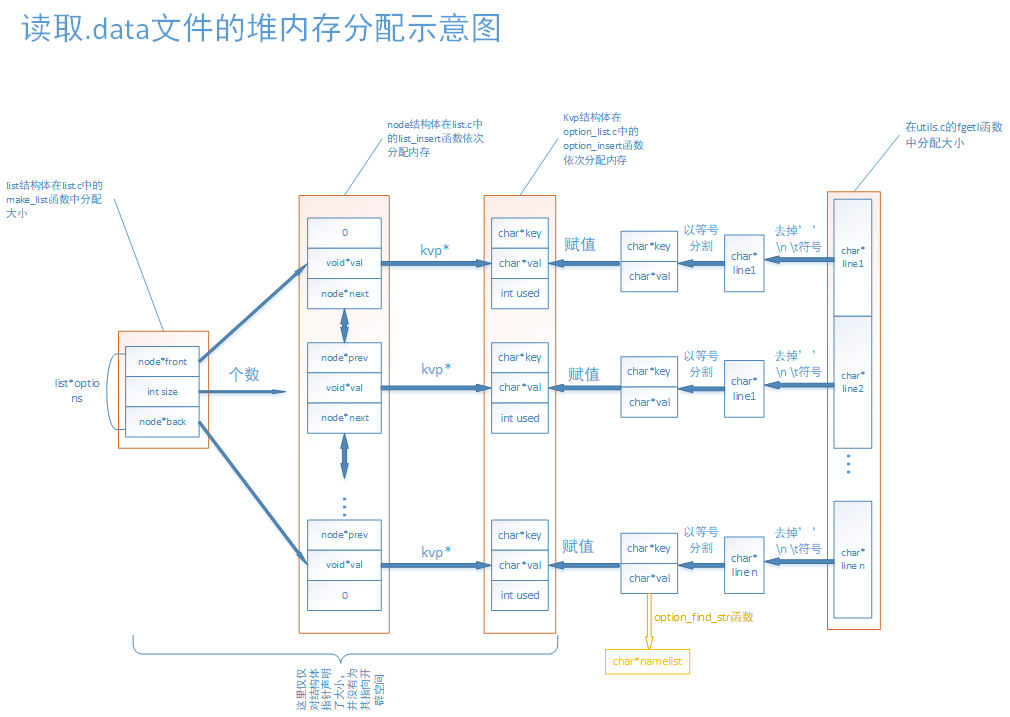 读取.data文件的堆内存分配示意图
node结构体在list.c中
的list_insert函数依次
分配内存
Kvp结构体在
option_list.c中的
option_insert函数
依次分配内存
在utils.c的fgetl函数
中分配大小
list结构体在list.c中的
make_list函数中分配
大小
list*optio
ns
node*front
int size
node*back
个数
0
void*val
node*next
kvp*
char*key
char*val
int used
赋值
char*key
char*val
以等号
分割
char*
line1
去掉’ ’
\n \t符号
char*
line1
node*prev
void*val
node*next
kvp*
char*key
char*val
int used
赋值
char*key
char*val
以等号
分割
char*
line1
去掉’ ’
\n \t符号
char*
line2
node*prev
void*val
0
kvp*
char*key
char*val
int used
赋值
char*key
char*val
以等号
分割
char*
line n
去掉’ ’
\n \t符号
char*
line n
option_find_str函数
char*namelist
这里仅仅
对结构体
指针声明
了大小，
并没有为
其指向开
辟空间